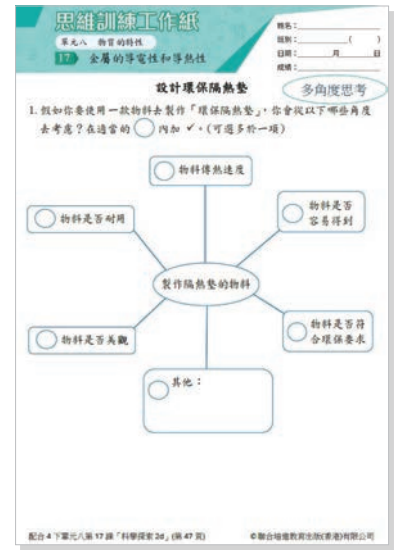 思維訓練工作紙
單元八 物質的特性
17 金屬的導電性和導熱性
姓名：
班別： ( )
日期： 月 日
成績：
設計環保隔熱墊
多角度思考
1. 假如你要使用一款物料去製作「環保隔熱墊」，你會從以下哪些角度
去考慮？在適當的 ◯ 內加 ✓。(可選多於一項)
物料傳熱速度
物料是否耐用
物料是否
容易得到
製作隔熱墊的物料
物料是否美觀
物料是否符
合環保要求
其他：
配合 4 下單元八第 17 課「科學探索 2d」(第 47 頁)
©聯合培進教育出版(香港)有限公司